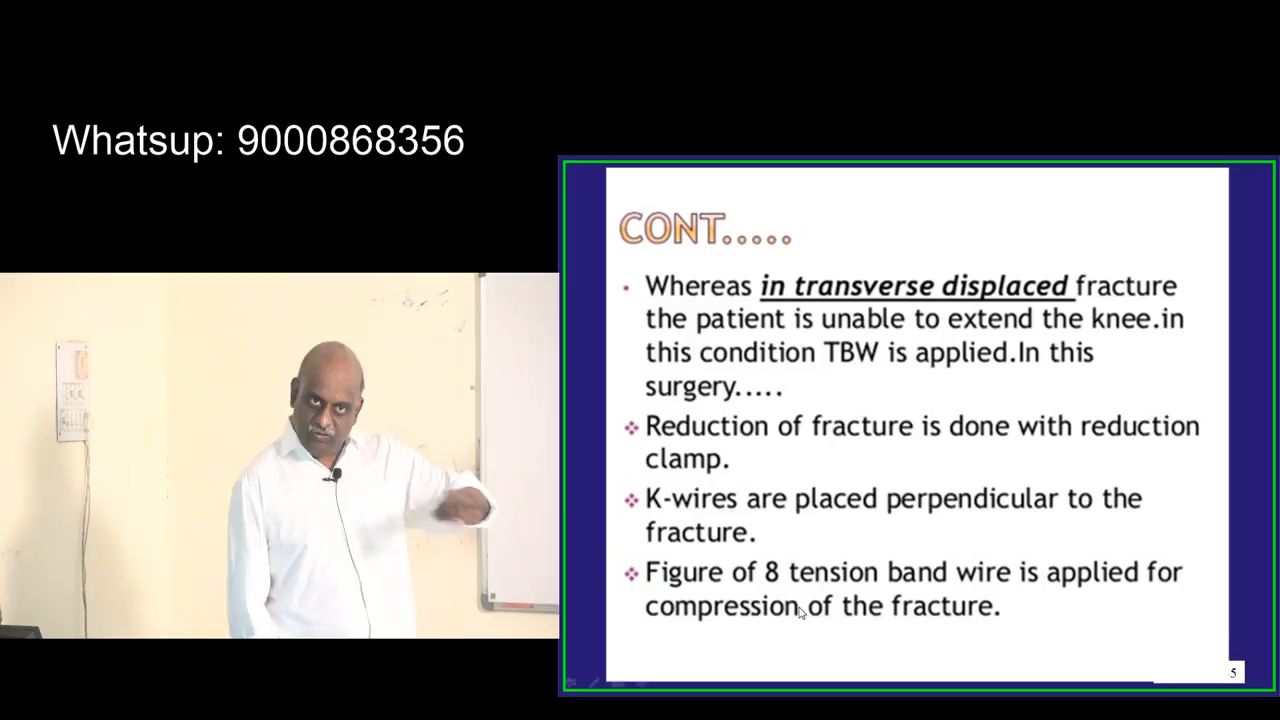 Whatsup: 9000868356
CONT.....
• Whereas in transverse displaced fracture
the patient is unable to extend the knee.in
this condition TBW is applied.In this
surgery.....
❖ Reduction of fracture is done with reduction
clamp.
❖ K-wires are placed perpendicular to the
fracture.
❖ Figure of 8 tension band wire is applied for
compression of the fracture.
5